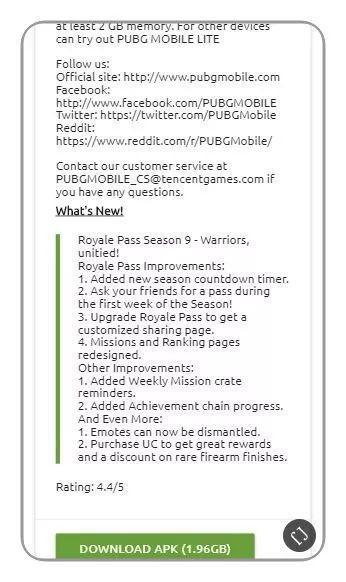 at least 2 GB memory. For other devices
can try out PUBG MOBILE LITE
Follow us:
Official site: http://www.pubgmobile.com
Facebook:
http://www.facebook.com/PUBGMOBILE
Twitter: https://twitter.com/PUBGMobile
Reddit:
https://www.reddit.com/r/PUBGMobile/
Contact our customer service at
PUBGMOBILE_CS@tencentgames.com if
you have any questions.
What's New!
Royale Pass Season 9 - Warriors,
unitied!
Royale Pass Improvements:
1. Added new season countdown timer.
2. Ask your friends for a pass during
the first week of the Season!
3. Upgrade Royale Pass to get a
customized sharing page.
4. Missions and Ranking pages
redesigned.
Other Improvements:
1. Added Weekly Mission crate
reminders.
2. Added Achievement chain progress.
And Even More:
1. Emotes can now be dismantled.
2. Purchase UC to get great rewards
and a discount on rare firearm finishes.
Rating: 4.4/5
DOWNLOAD APK (1.96GB)